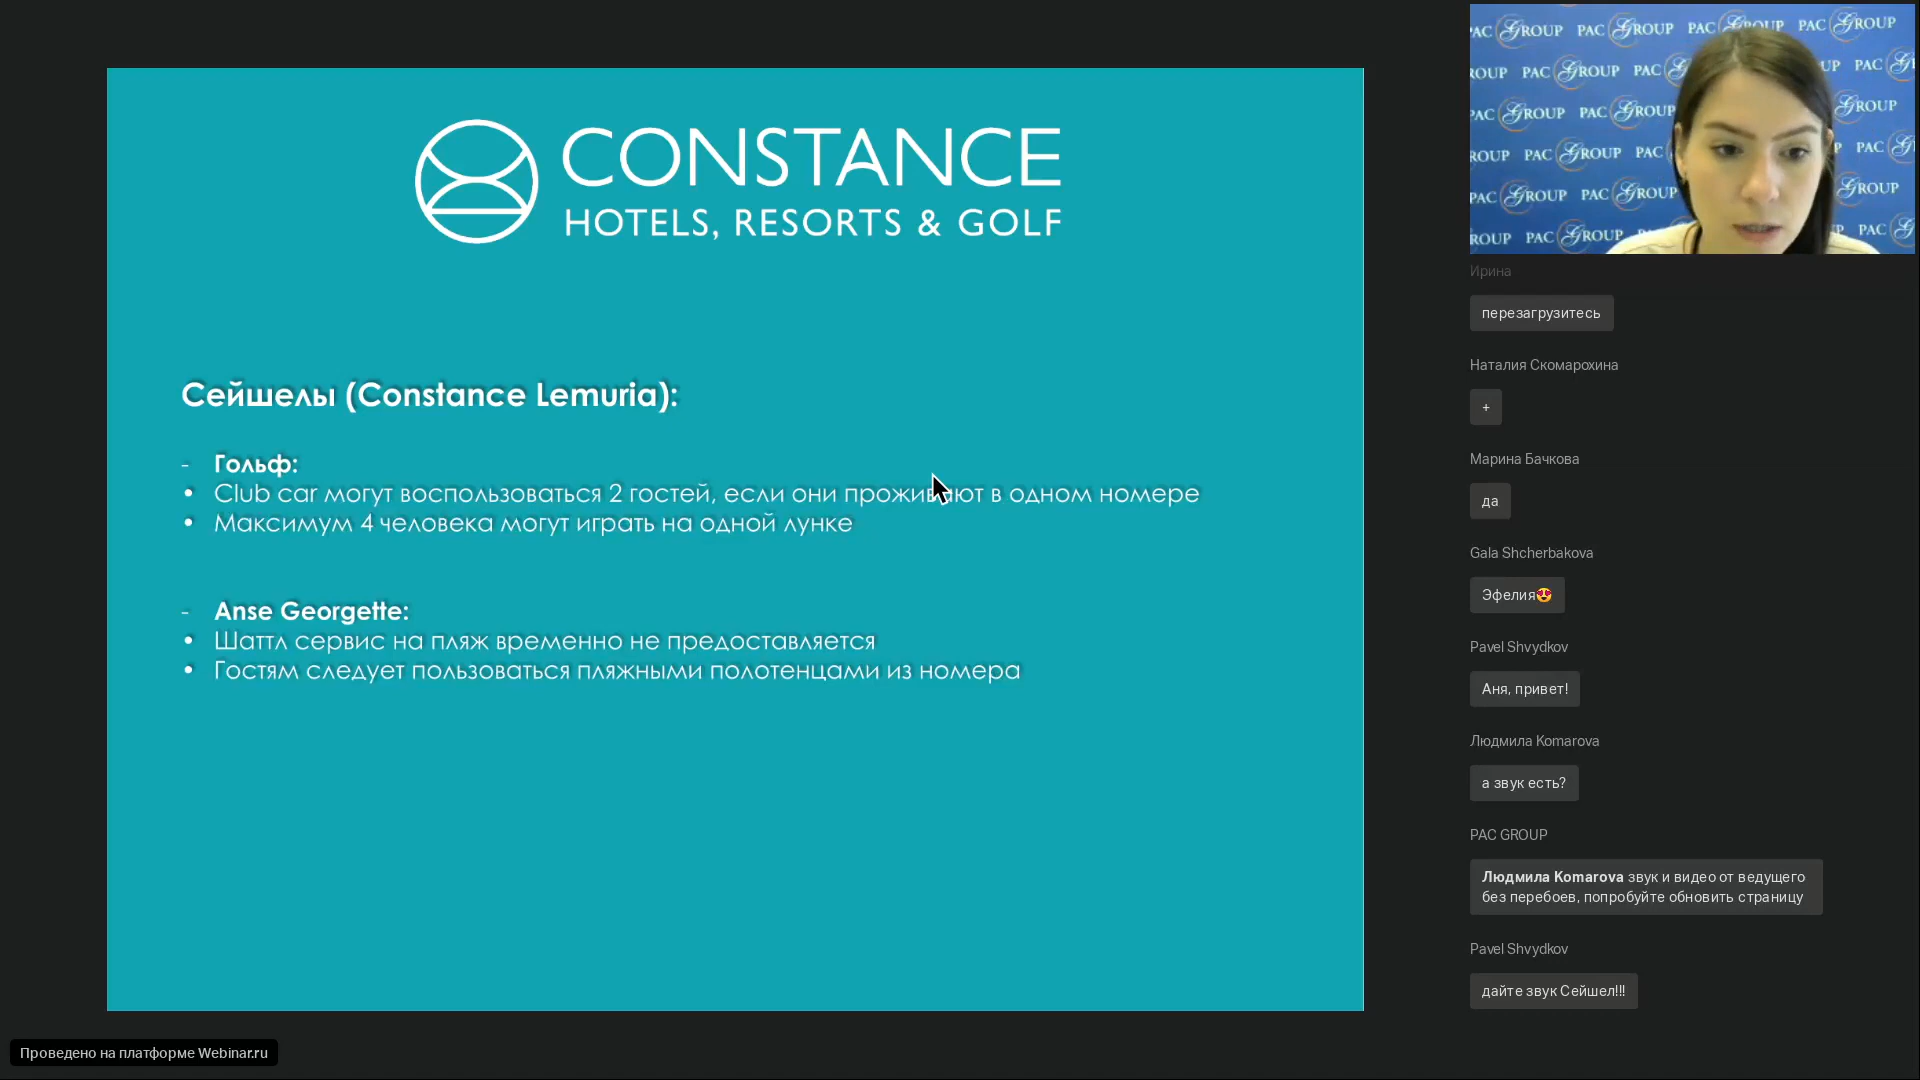 CONSTANCE
HOTELS, RESORTS & GOLF
Сейшелы (Constance Lemuria):
- Гольф:
• Club car могут воспользоваться 2 гостей, если они проживают в одном номере
• Максимум 4 человека могут играть на одной лунке
- Anse Georgette:
• Шаттл сервис на пляж временно не предоставляется
• Гостям следует пользоваться пляжными полотенцами из номера
PAC GROUP
Ирина
перезагрузитесь
Наталия Скомарохина
+
Марина Бачкова
да
Gala Shcherbakova
Эфелия😍
Pavel Shvydkov
Аня, привет!
Людмила Komarova
а звук есть?
PAC GROUP
Людмила Komarova звук и видео от ведущего
без перебоев, попробуйте обновить страницу
Pavel Shvydkov
дайте звук Сейшел!!!
Проведено на платформе Webinar.ru